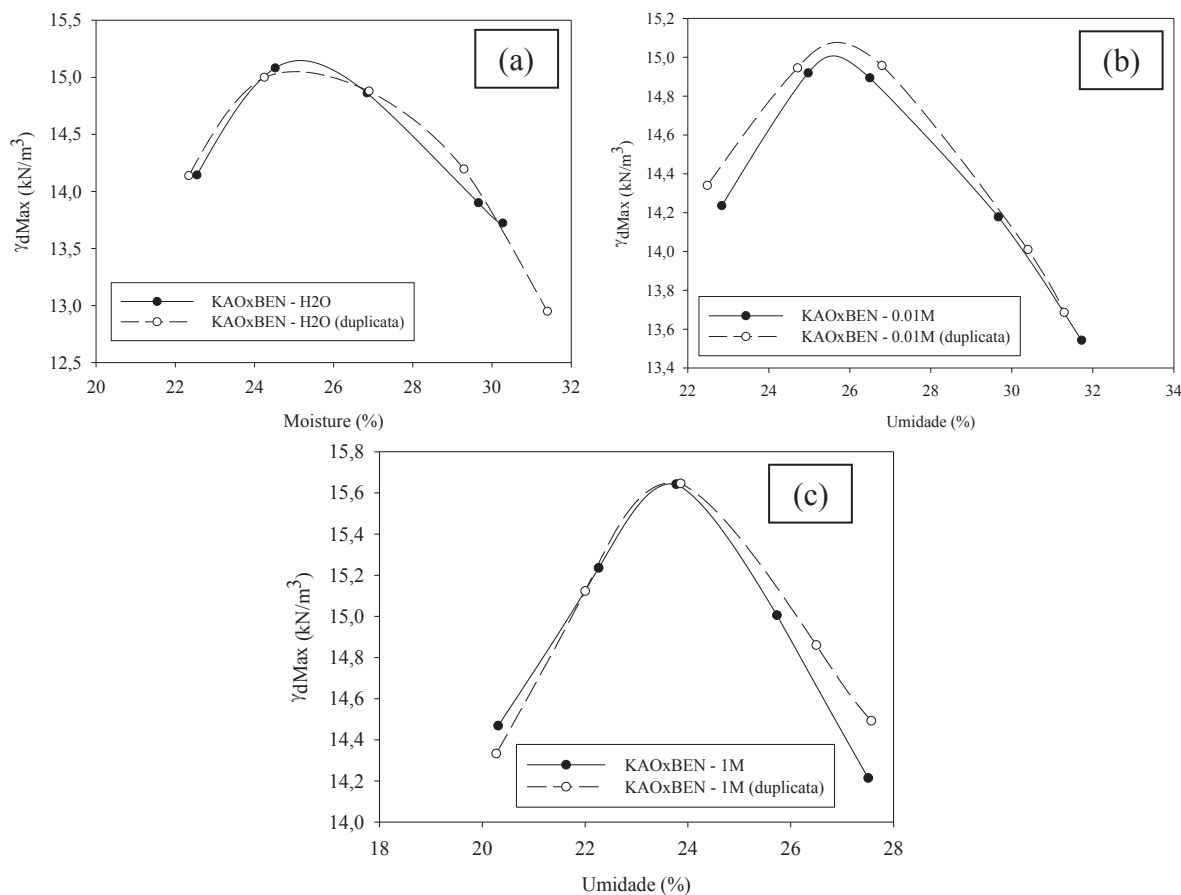 (a)
15,5
15,0
14,5
14,0
13,5
13,0
12,5
γdMax (kN/m³)
KAOxBEN - H2O
KAOxBEN - H2O (duplicata)
20 22 24 26 28 30 32
Moisture (%)
(b)
15,2
15,0
14,8
14,6
14,4
14,2
14,0
13,8
13,6
13,4
γdMax (kN/m³)
KAOxBEN - 0.01M
KAOxBEN - 0.01M (duplicata)
22 24 26 28 30 32 34
Umidade (%)
(c)
15,8
15,6
15,4
15,2
15,0
14,8
14,6
14,4
14,2
14,0
γdMax (kN/m³)
KAOxBEN - 1M
KAOxBEN - 1M (duplicata)
18 20 22 24 26 28
Umidade (%)